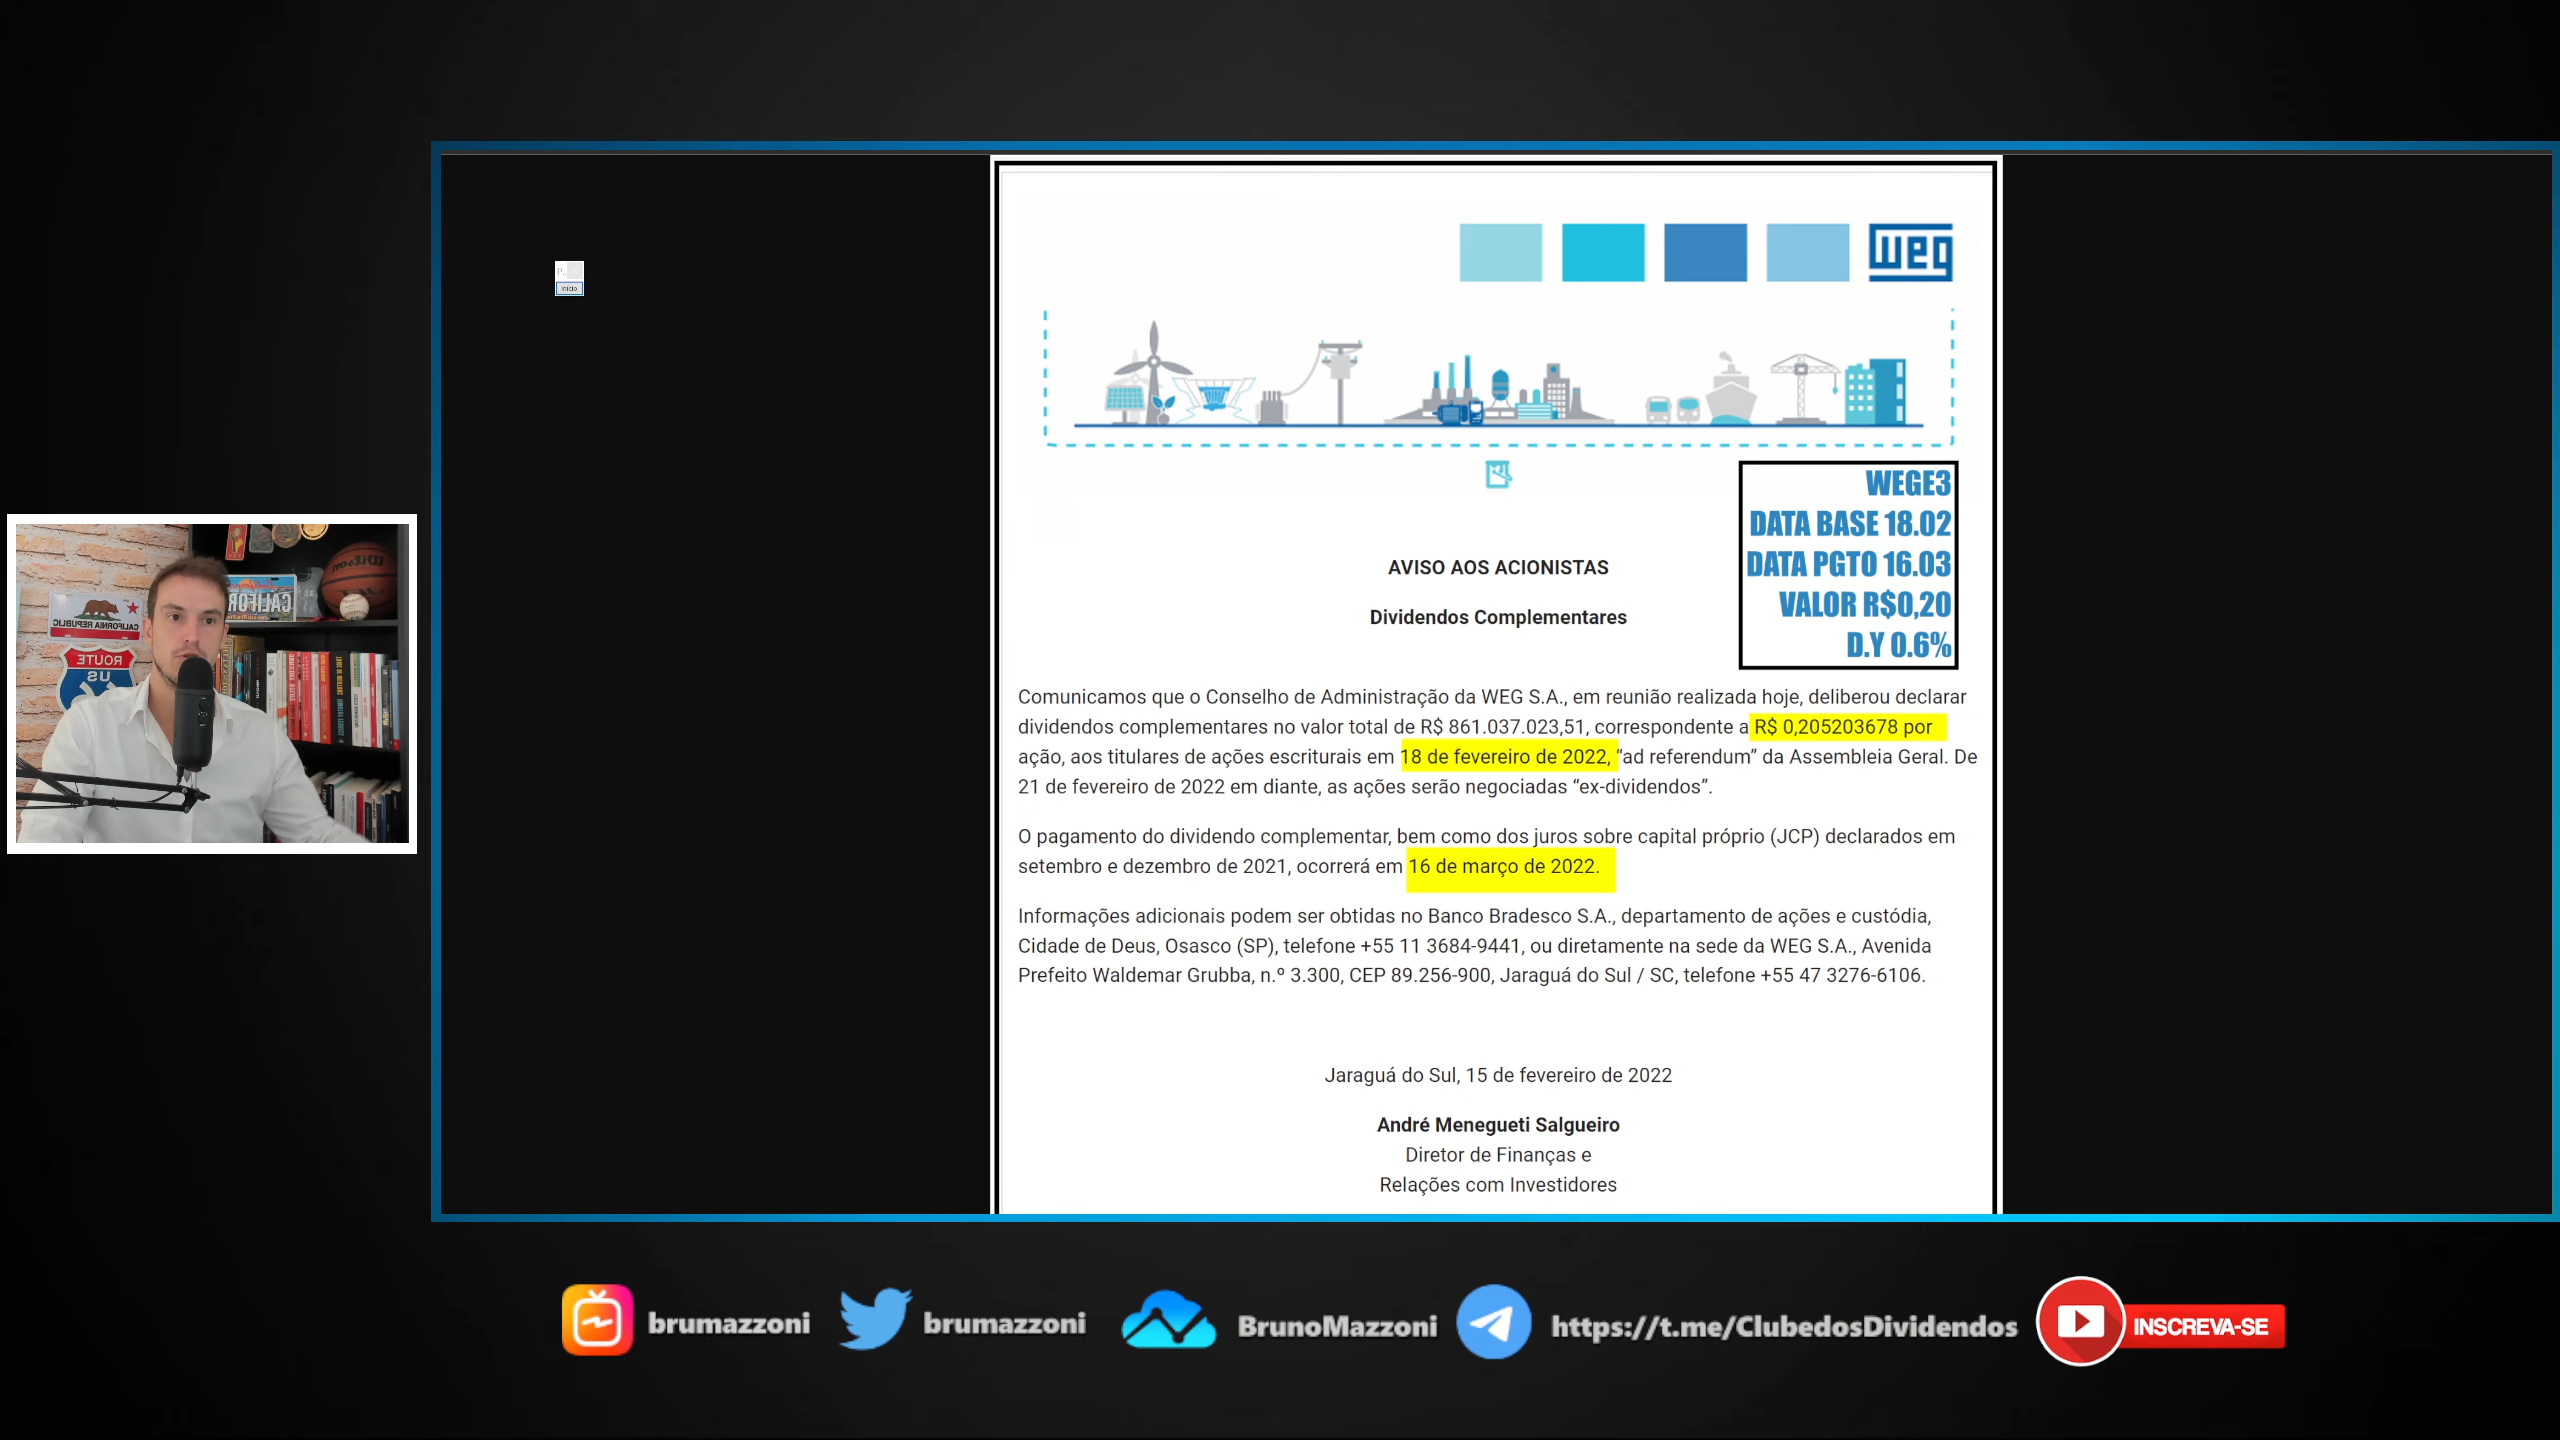 P..
Início
weg
WEGE3
DATA BASE 18.02
DATA PGTO 16.03
VALOR R$0,20
D.Y 0.6%
AVISO AOS ACIONISTAS
Dividendos Complementares
Comunicamos que o Conselho de Administração da WEG S.A., em reunião realizada hoje, deliberou declarar
dividendos complementares no valor total de R$ 861.037.023,51, correspondente a R$ 0,205203678 por
ação, aos titulares de ações escriturais em 18 de fevereiro de 2022, “ad referendum” da Assembleia Geral. De
21 de fevereiro de 2022 em diante, as ações serão negociadas “ex-dividendos”.
O pagamento do dividendo complementar, bem como dos juros sobre capital próprio (JCP) declarados em
setembro e dezembro de 2021, ocorrerá em 16 de março de 2022.
Informações adicionais podem ser obtidas no Banco Bradesco S.A., departamento de ações e custódia,
Cidade de Deus, Osasco (SP), telefone +55 11 3684-9441, ou diretamente na sede da WEG S.A., Avenida
Prefeito Waldemar Grubba, n.º 3.300, CEP 89.256-900, Jaraguá do Sul / SC, telefone +55 47 3276-6106.
Jaraguá do Sul, 15 de fevereiro de 2022
André Menegueti Salgueiro
Diretor de Finanças e
Relações com Investidores
Wilson
CALIFOR
CALIFORNIA REPUBLIC
ROUTE
US
brumazzoni
brumazzoni
BrunoMazzoni
https://t.me/ClubedosDividendos
INSCREVA-SE